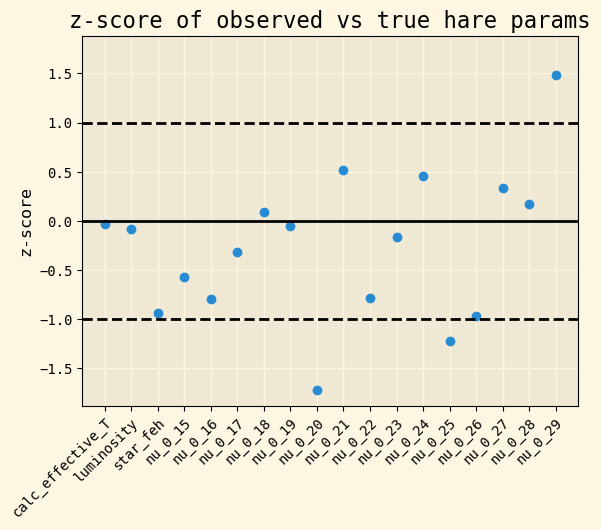 z-score of observed vs true hare params
z-score
1.5
1.0
0.5
0.0
−0.5
−1.0
−1.5
calc_effective_T
luminosity
star_feh
nu_0_15
nu_0_16
nu_0_17
nu_0_18
nu_0_19
nu_0_20
nu_0_21
nu_0_22
nu_0_23
nu_0_24
nu_0_25
nu_0_26
nu_0_27
nu_0_28
nu_0_29